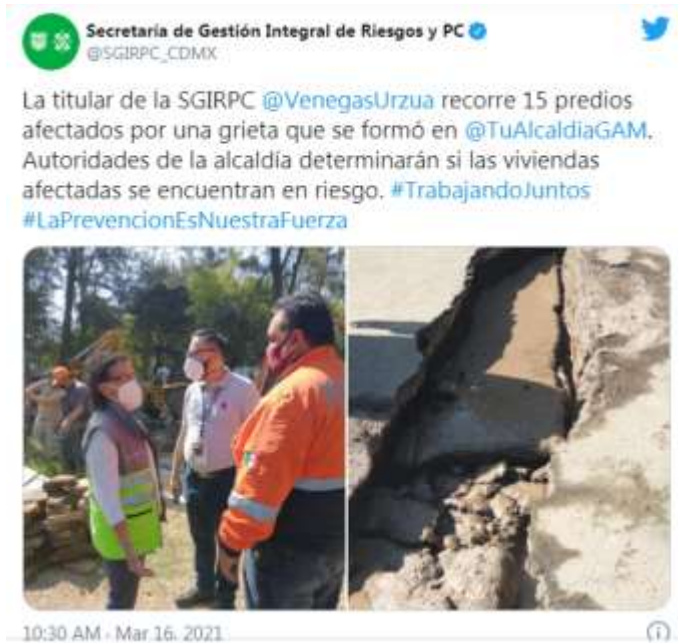 Secretaría de Gestión Integral de Riesgos y PC
@SGIRPC_CDMX
La titular de la SGIRPC @VenegasUrzua recorre 15 predios
afectados por una grieta que se formó en @TuAlcaldiaGAM.
Autoridades de la alcaldía determinarán si las viviendas
afectadas se encuentran en riesgo. #TrabajandoJuntos
#LaPrevencionEsNuestraFuerza
10:30 AM · Mar 16, 2021